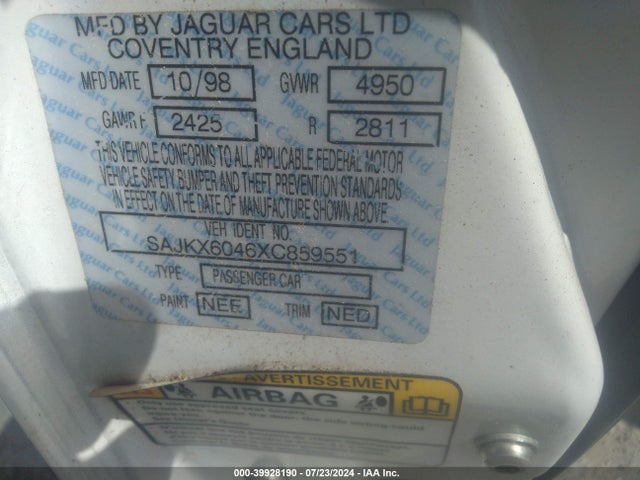 MFD BY JAGUAR CARS LTD
COVENTRY ENGLAND
MFD DATE 10/98 GVWR 4950
GAWR F 2425 R 2811
THIS VEHICLE CONFORMS TO ALL APPLICABLE FEDERAL MOTOR
VEHICLE SAFETY, BUMPER AND THEFT PREVENTION STANDARDS
IN EFFECT ON THE DATE OF MANUFACTURE SHOWN ABOVE
VEH IDENT NO.
SAJKX6046XC859551
TYPE PASSENGER CAR
PAINT NEE TRIM NED
AVERTISSEMENT
AIRBAG
000-39928190 - 07/23/2024 - IAA Inc.